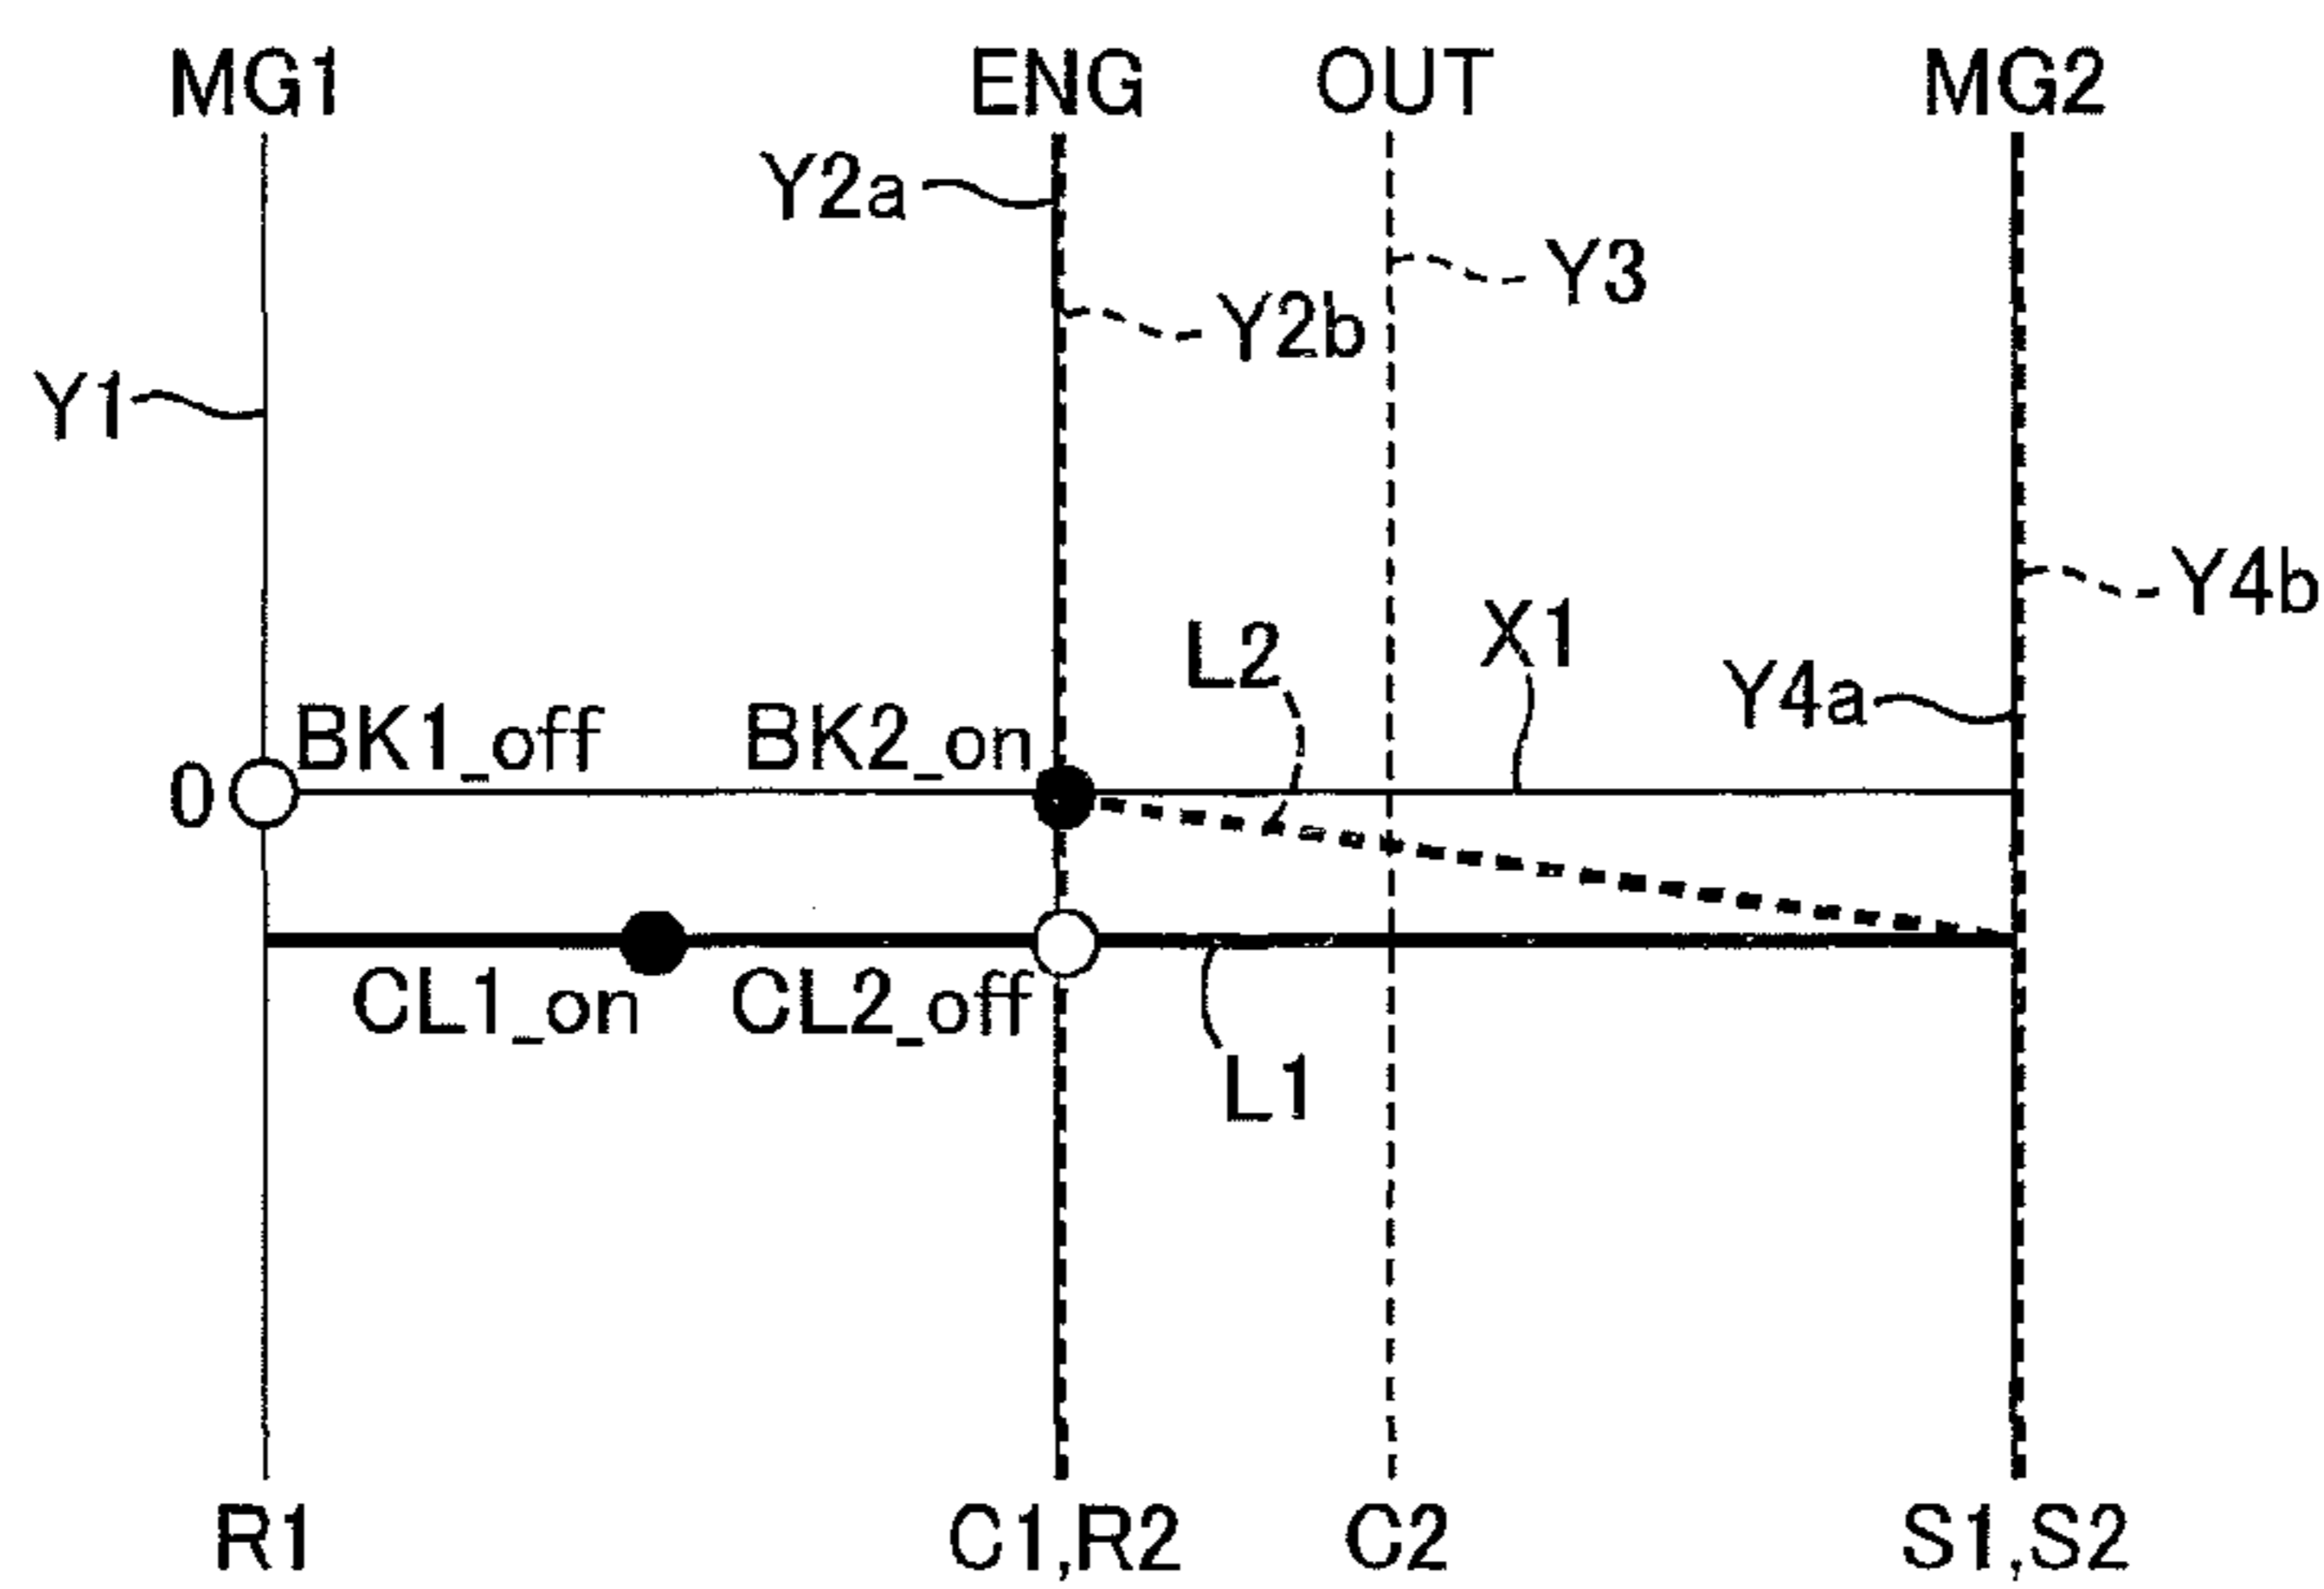 MG1 ENG OUT MG2
Y2a
Y3
Y2b
Y1
Y4b
L2 X1
Y4a
BK1_off BK2_on
0
CL1_on CL2_off
L1
R1 C1,R2 C2 S1,S2